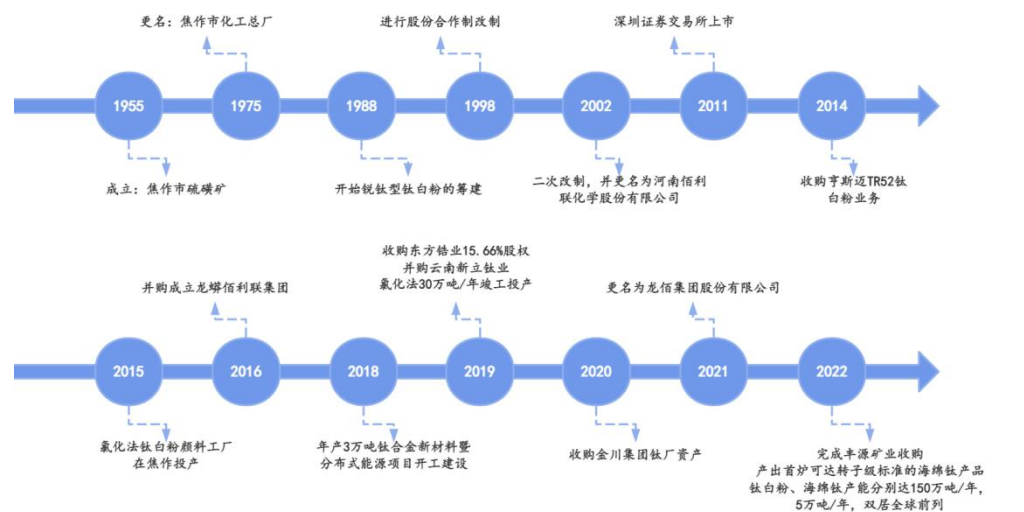 更名：焦作市化工总厂
进行股份合作制改制
深圳证券交易所上市
1955
1975
1988
1998
2002
2011
2014
成立：焦作市硫磺矿
开始锐钛型钛白粉的筹建
二次改制，并更名为河南佰利
联化学股份有限公司
收购亨斯迈TR52钛
白粉业务
并购成立龙蟒佰利联集团
收购东方锆业15.66%股权
并购云南新立钛业
氯化法30万吨/年竣工投产
更名为龙佰集团股份有限公司
2015
2016
2018
2019
2020
2021
2022
氯化法钛白粉颜料工厂
在焦作投产
年产3万吨钛合金新材料暨
分布式能源项目开工建设
收购金川集团钛厂资产
完成丰源矿业收购
产出首炉可达转子级标准的海绵钛产品
钛白粉、海绵钛产能分别达150万吨/年，
5万吨/年，双居全球前列